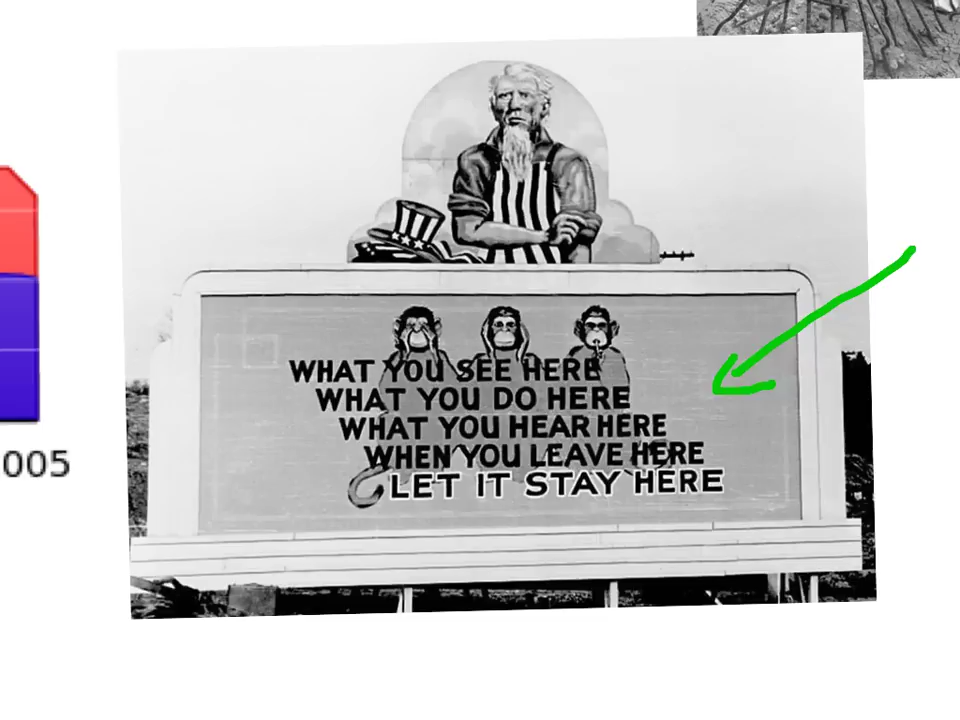 WHAT YOU SEE HERE
WHAT YOU DO HERE
WHAT YOU HEAR HERE
WHEN YOU LEAVE HERE
LET IT STAY HERE
005